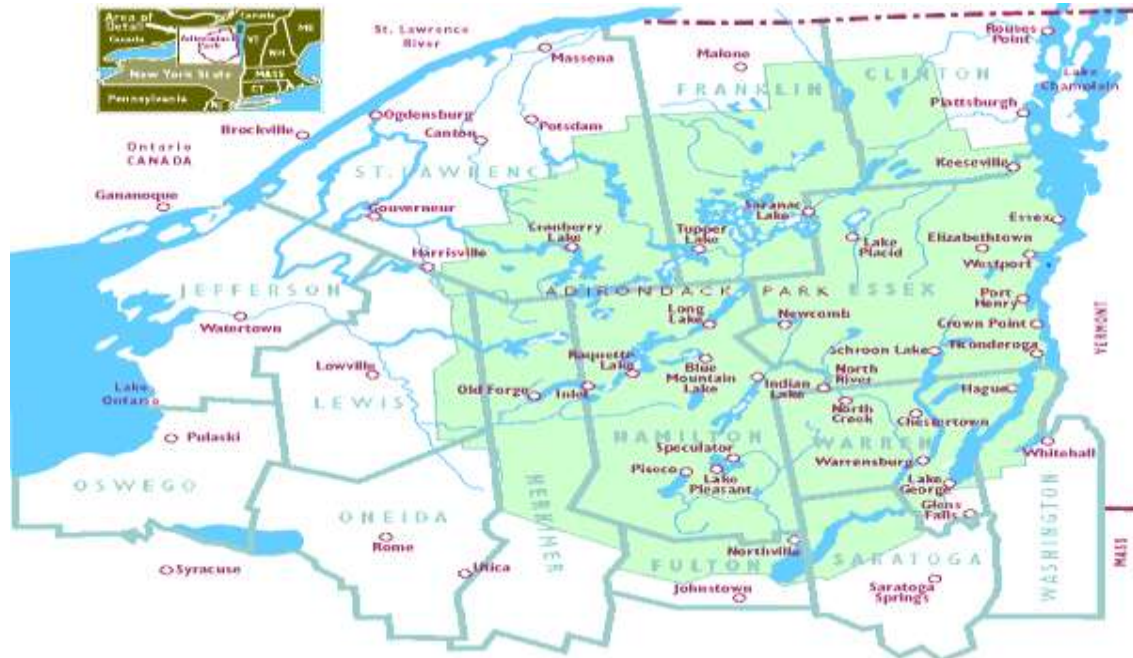 Area of
Detail
Canada
Canada
ME
Adirondack
Park
VT
NH
New York State
MASS
CT
Pennsylvania
NJ
St. Lawrence
River
Massena
Malone
Rouses
Point
Lake
Champlain
CLINTON
FRANKLIN
Plattsburgh
Ogdensburg
Brockville
Canton
Potsdam
Ontario
CANADA
ST. LAWRENCE
Keeseville
Gananoque
Gouverneur
Saranac
Lake
Essex
Cranberry
Lake
Tupper
Lake
Lake
Placid
Elizabethtown
Westport
Harrisville
JEFFERSON
ADIRONDACK PARK
ESSEX
Port
Henry
Watertown
Long
Lake
Newcomb
Crown Point
VERMONT
Schroon Lake
Ticonderoga
Lowville
Raquette
Lake
Blue
Mountain
Lake
Indian
Lake
North
River
Hague
Lake
Ontario
Old Forge
Inlet
LEWIS
North
Creek
Chestertown
Pulaski
HAMILTON
WARREN
Whitehall
Speculator
Piseco
Lake
Pleasant
Warrensburg
Lake
George
OSWEGO
ONEIDA
HERKIMER
Glens
Falls
WASHINGTON
MASS
Rome
Northville
Syracuse
Utica
FULTON
SARATOGA
Johnstown
Saratoga
Springs